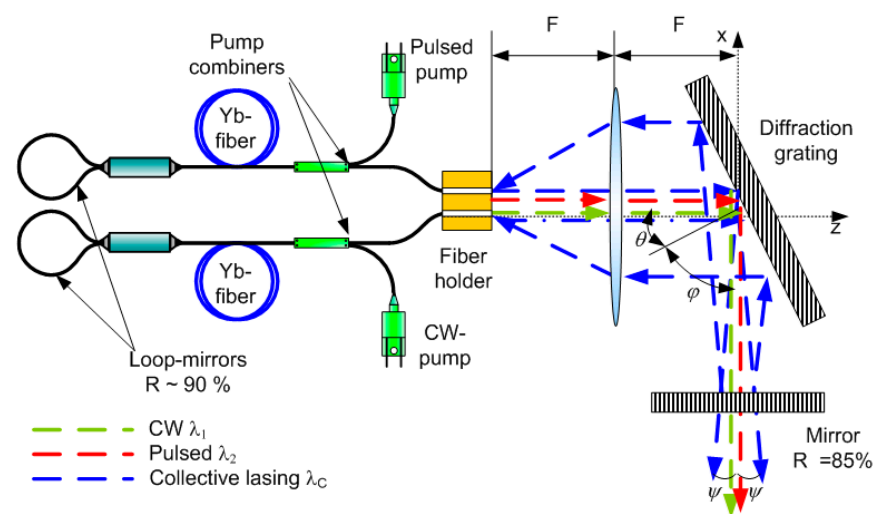 Pump
combiners
Pulsed
pump
F
F
x
Yb-
fiber
Diffraction
grating
z
θ
φ
Fiber
holder
Yb-
fiber
CW-
pump
Loop-mirrors
R ~ 90 %
CW λ1
Pulsed λ2
Collective lasing λC
Mirror
R =85%
ψ
ψ